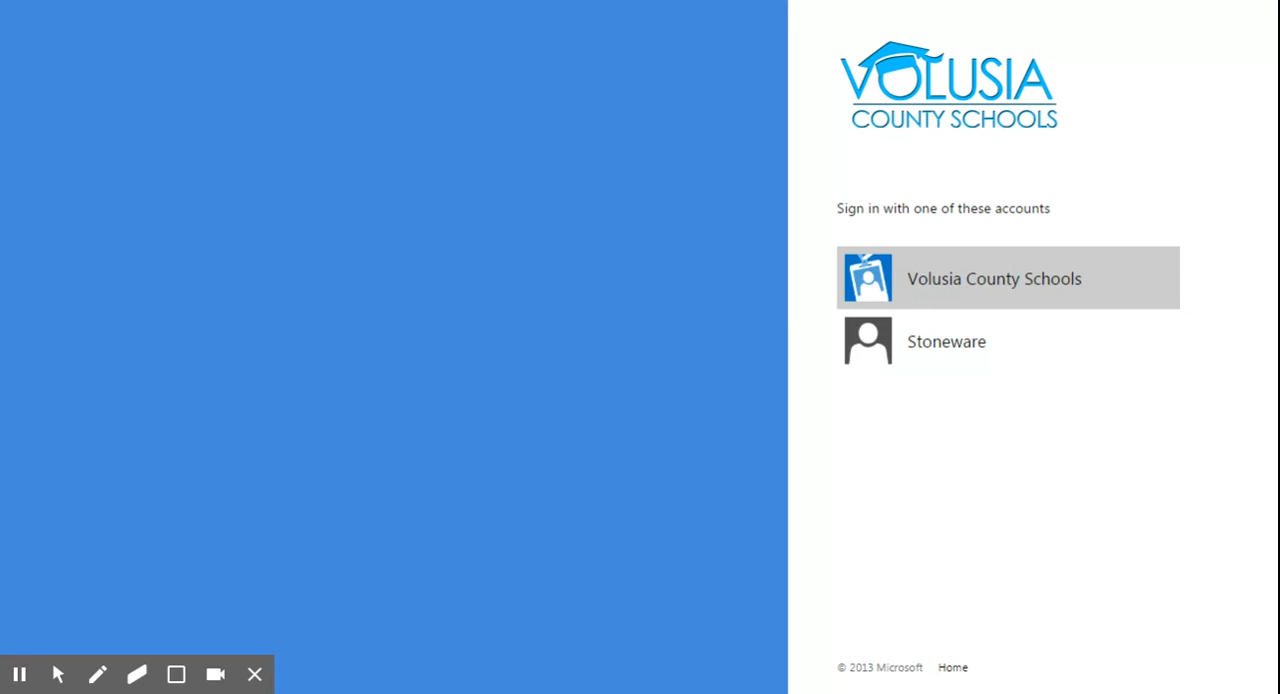 VOLUSIA
COUNTY SCHOOLS
Sign in with one of these accounts
Volusia County Schools
Stoneware
© 2013 Microsoft Home